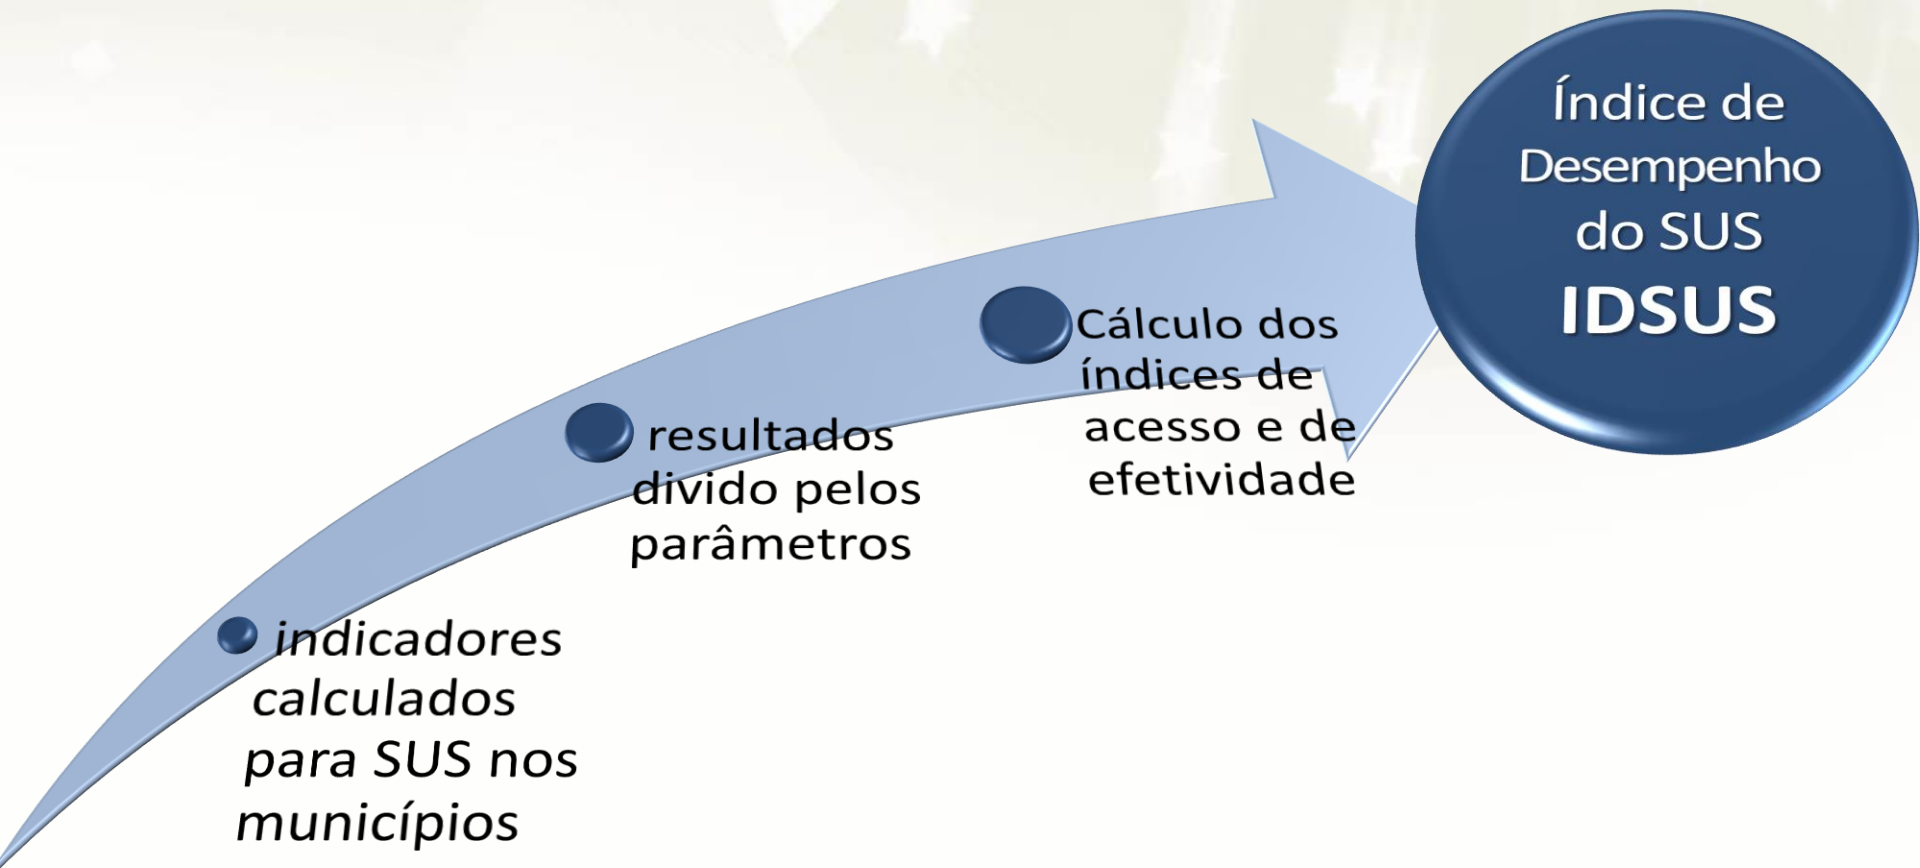 indicadores
calculados
para SUS nos
municípios
resultados
divido pelos
parâmetros
Cálculo dos
índices de
acesso e de
efetividade
Índice de
Desempenho
do SUS
IDSUS